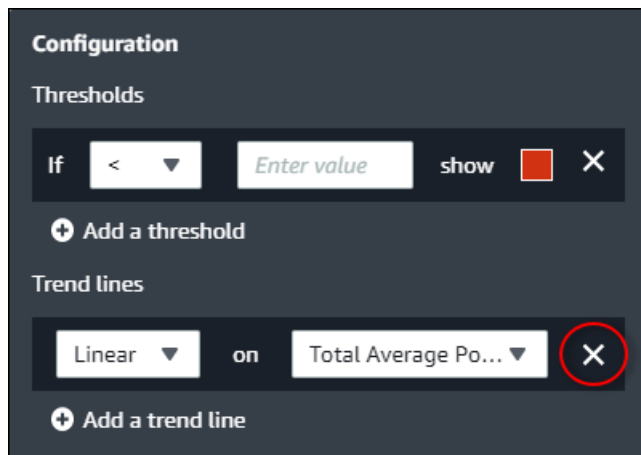 Configuration
Thresholds
If < Enter value show
Add a threshold
Trend lines
Linear on Total Average Po...
Add a trend line